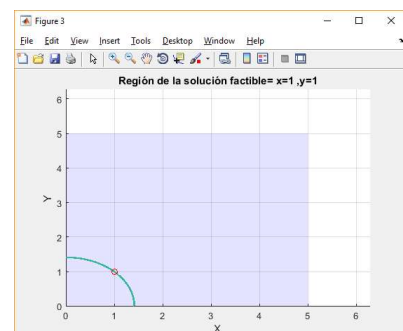 Figure 3
File Edit View Insert Tools Desktop Window Help
Región de la solución factible= x=1 ,y=1
6
5
4
3
2
1
0
Y
0 1 2 3 4 5 6
X